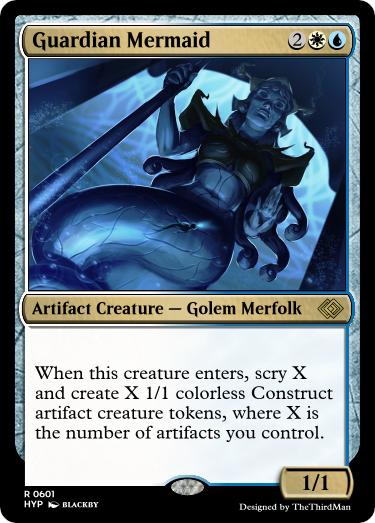 Guardian Mermaid 2
Artifact Creature — Golem Merfolk
When this creature enters, scry X
and create X 1/1 colorless Construct
artifact creature tokens, where X is
the number of artifacts you control.
1/1
R 0601
HYP BLACKBY
Designed by TheThirdMan